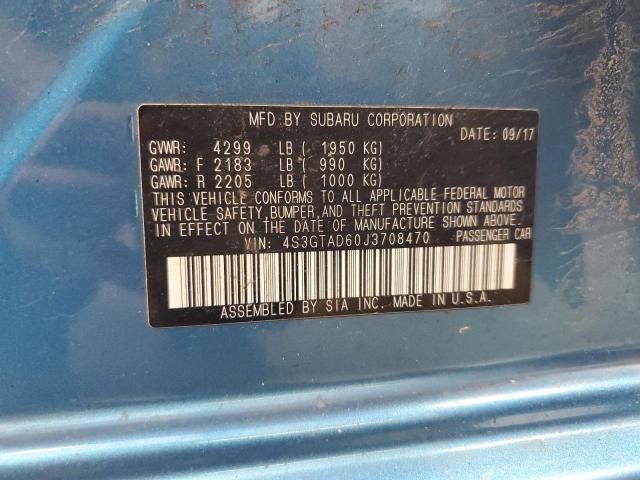 MFD BY SUBARU CORPORATION
DATE: 09/17
GVWR: 4299 LB ( 1950 KG)
GAWR: F 2183 LB ( 990 KG)
GAWR: R 2205 LB ( 1000 KG)
THIS VEHICLE CONFORMS TO ALL APPLICABLE FEDERAL MOTOR
VEHICLE SAFETY, BUMPER, AND THEFT PREVENTION STANDARDS
IN EFFECT ON THE DATE OF MANUFACTURE SHOWN ABOVE.
VIN: 4S3GTAD60J3708470 PASSENGER CAR
ASSEMBLED BY SIA INC. MADE IN U.S.A.